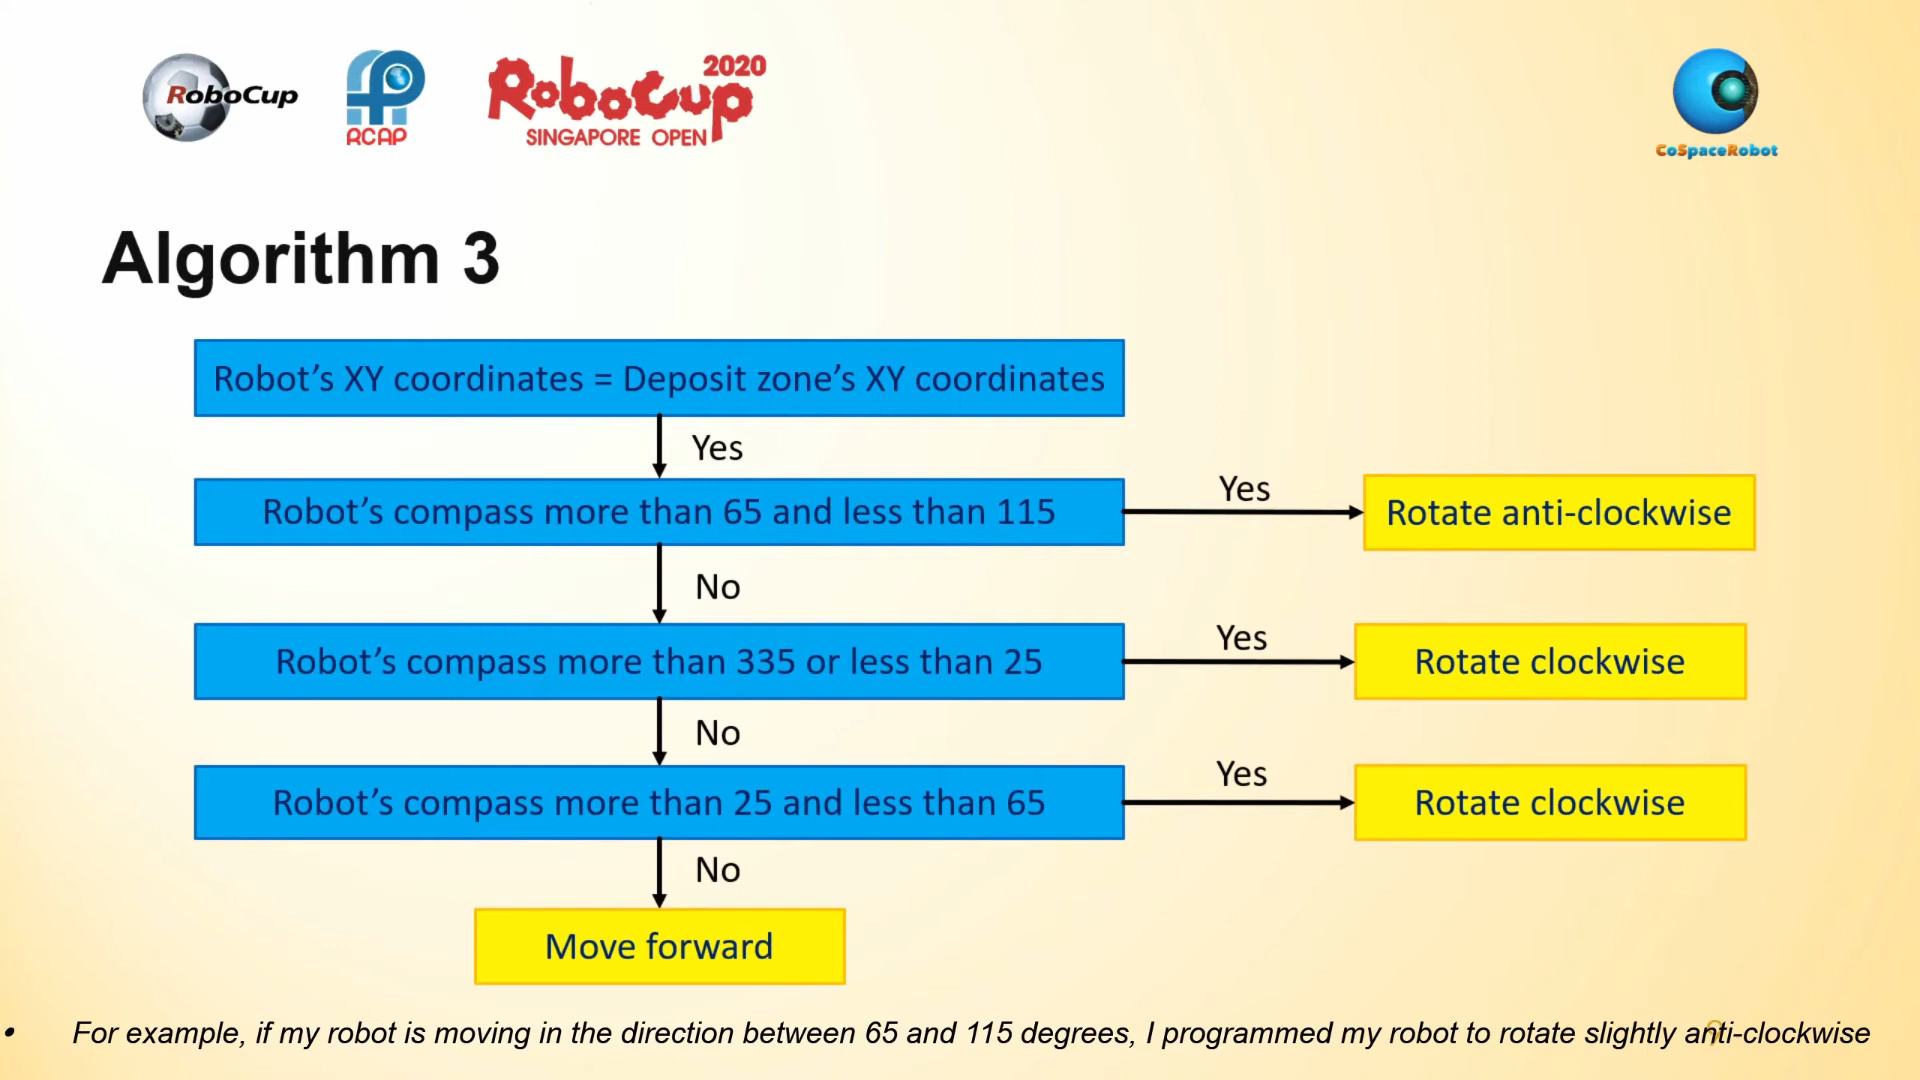 RoboCup
RCAP
RoboCup 2020
SINGAPORE OPEN
CoSpaceRobot
Algorithm 3
Robot’s XY coordinates = Deposit zone’s XY coordinates
Yes
Robot’s compass more than 65 and less than 115
Yes
Rotate anti-clockwise
No
Robot’s compass more than 335 or less than 25
Yes
Rotate clockwise
No
Robot’s compass more than 25 and less than 65
Yes
Rotate clockwise
No
Move forward
• For example, if my robot is moving in the direction between 65 and 115 degrees, I programmed my robot to rotate slightly anti-clockwise